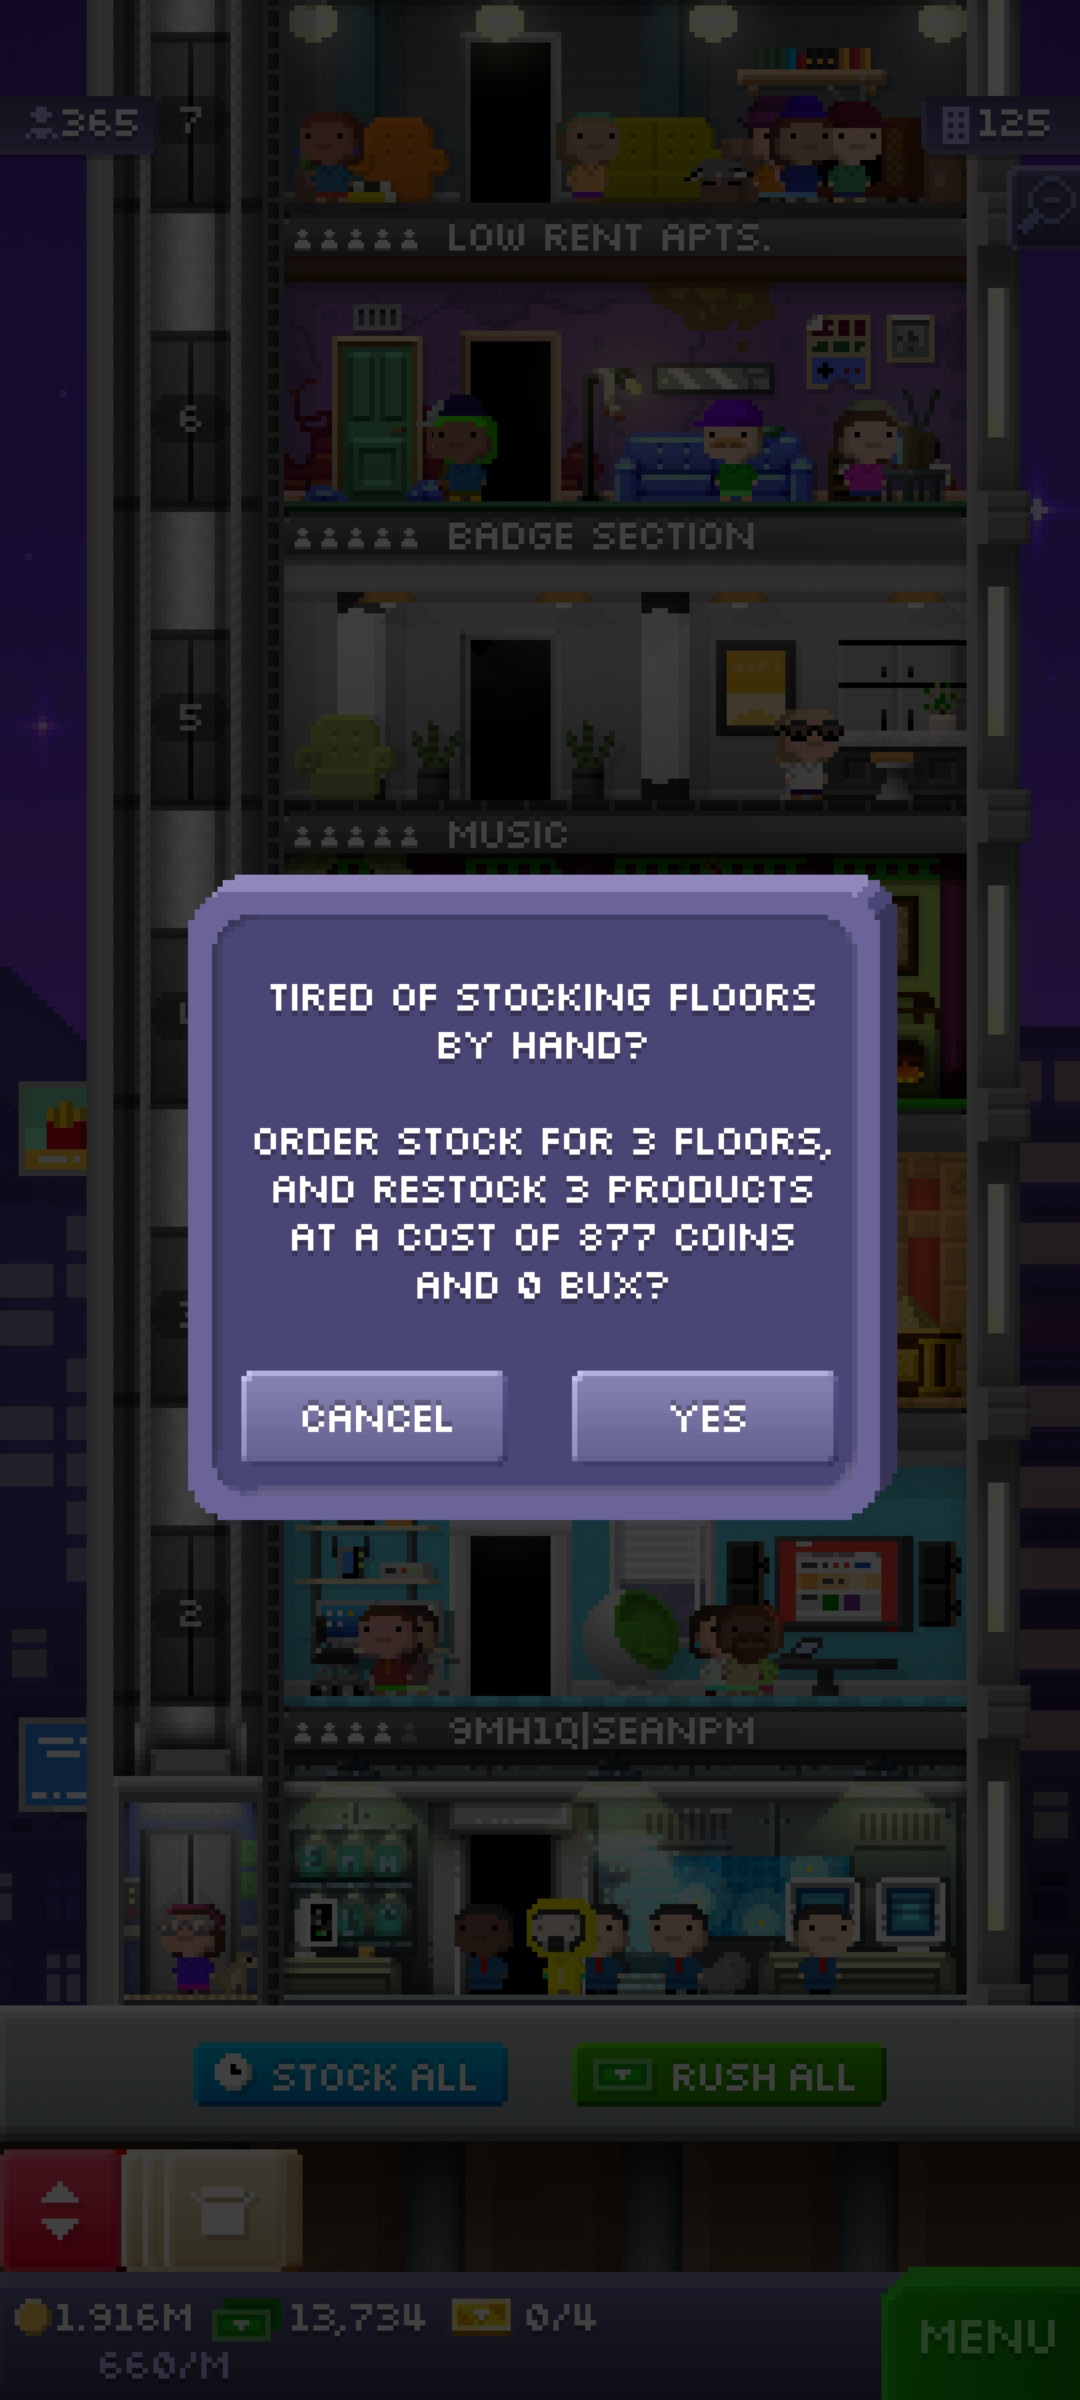 365
7
125
LOW RENT APTS.
6
BADGE SECTION
5
MUSIC
TIRED OF STOCKING FLOORS
BY HAND?
ORDER STOCK FOR 3 FLOORS,
AND RESTOCK 3 PRODUCTS
AT A COST OF 877 COINS
AND 0 BUX?
CANCEL
YES
2
9MH1Q|SEANPM
STOCK ALL
RUSH ALL
1.916M
13,734
0/4
660/M
MENU